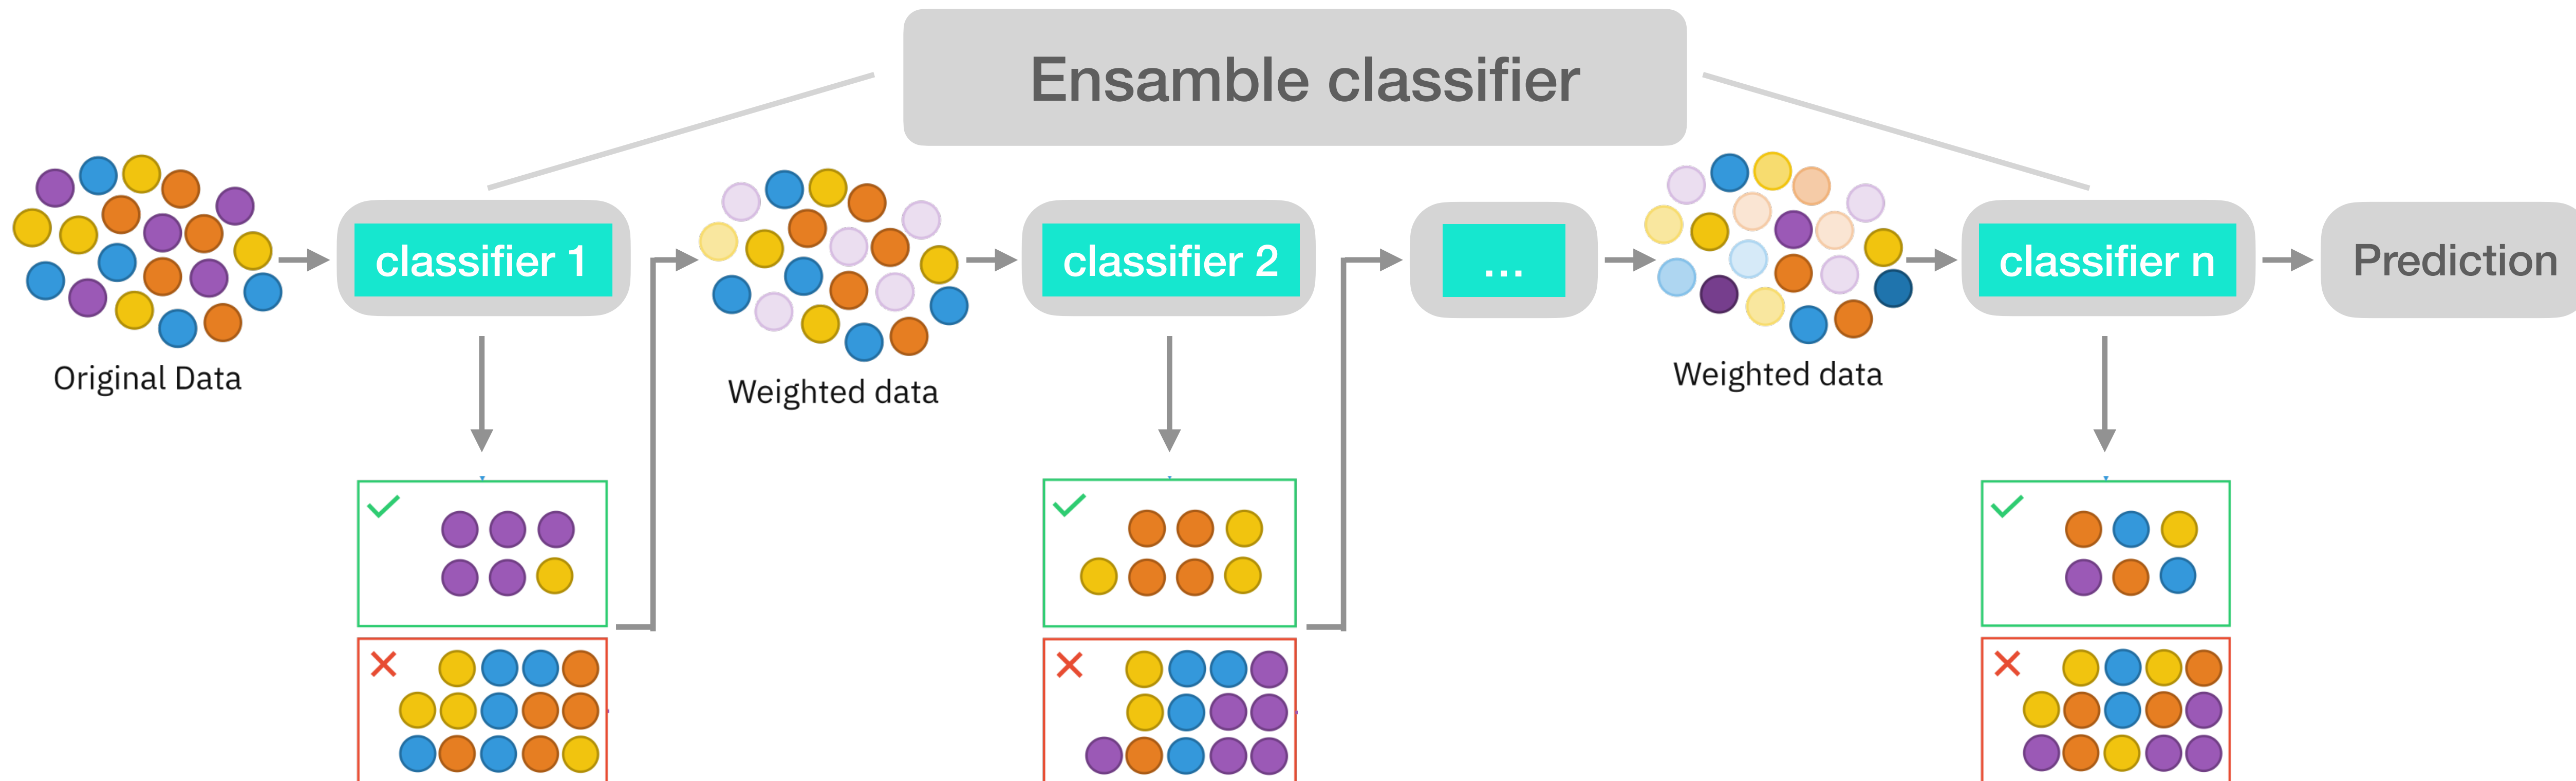 Ensamble classifier
Original Data
classifier 1
Weighted data
classifier 2
...
Weighted data
classifier n
Prediction